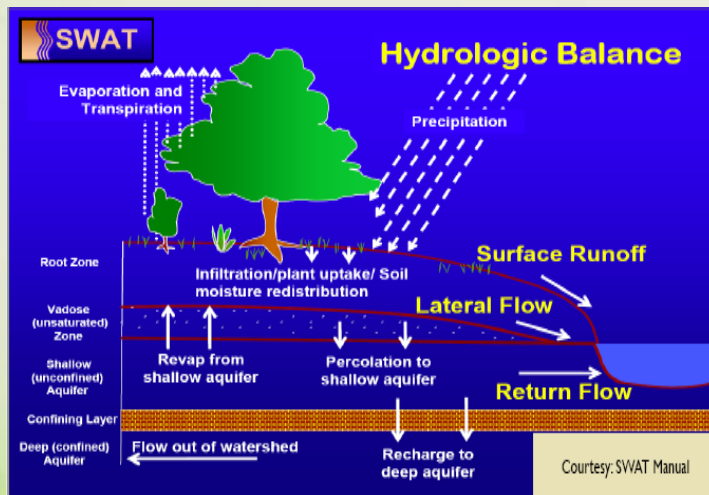 SWAT
Hydrologic Balance
Evaporation and
Transpiration
Precipitation
Root Zone
Infiltration/plant uptake/ Soil
moisture redistribution
Surface Runoff
Lateral Flow
Vadose
(unsaturated)
Zone
Revap from
shallow aquifer
Percolation to
shallow aquifer
Shallow
(unconfined)
Aquifer
Return Flow
Confining Layer
Deep (confined)
Aquifer
Flow out of watershed
Recharge to
deep aquifer
Courtesy: SWAT Manual